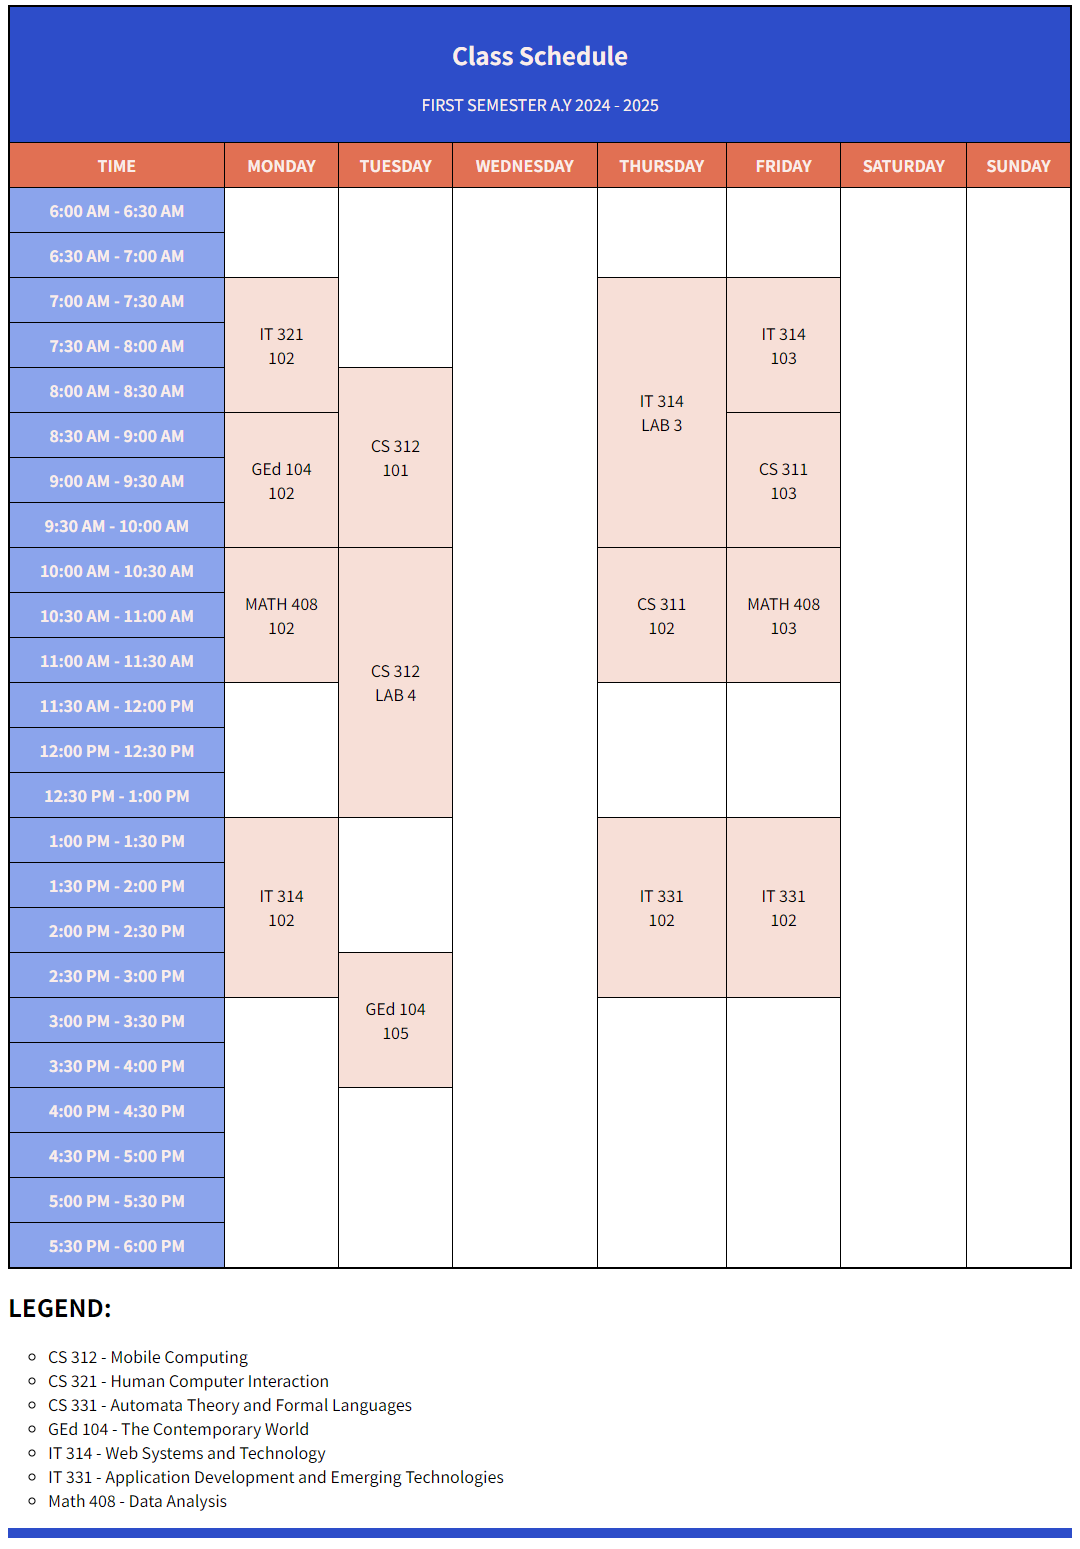 Class Schedule
FIRST SEMESTER A.Y 2024 - 2025
TIME MONDAY TUESDAY WEDNESDAY THURSDAY FRIDAY SATURDAY SUNDAY
6:00 AM - 6:30 AM
6:30 AM - 7:00 AM
7:00 AM - 7:30 AM
IT 321
102
IT 314
103
7:30 AM - 8:00 AM
8:00 AM - 8:30 AM
IT 314
LAB 3
8:30 AM - 9:00 AM
CS 312
101
9:00 AM - 9:30 AM
GEd 104
102
CS 311
103
9:30 AM - 10:00 AM
10:00 AM - 10:30 AM
10:30 AM - 11:00 AM
MATH 408
102
CS 311
102
MATH 408
103
11:00 AM - 11:30 AM
CS 312
LAB 4
11:30 AM - 12:00 PM
12:00 PM - 12:30 PM
12:30 PM - 1:00 PM
1:00 PM - 1:30 PM
1:30 PM - 2:00 PM
IT 314
102
IT 331
102
IT 331
102
2:00 PM - 2:30 PM
2:30 PM - 3:00 PM
3:00 PM - 3:30 PM
GEd 104
105
3:30 PM - 4:00 PM
4:00 PM - 4:30 PM
4:30 PM - 5:00 PM
5:00 PM - 5:30 PM
5:30 PM - 6:00 PM
LEGEND:
CS 312 - Mobile Computing
CS 321 - Human Computer Interaction
CS 331 - Automata Theory and Formal Languages
GEd 104 - The Contemporary World
IT 314 - Web Systems and Technology
IT 331 - Application Development and Emerging Technologies
Math 408 - Data Analysis